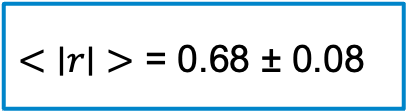 < |r| > = 0.68 ± 0.08